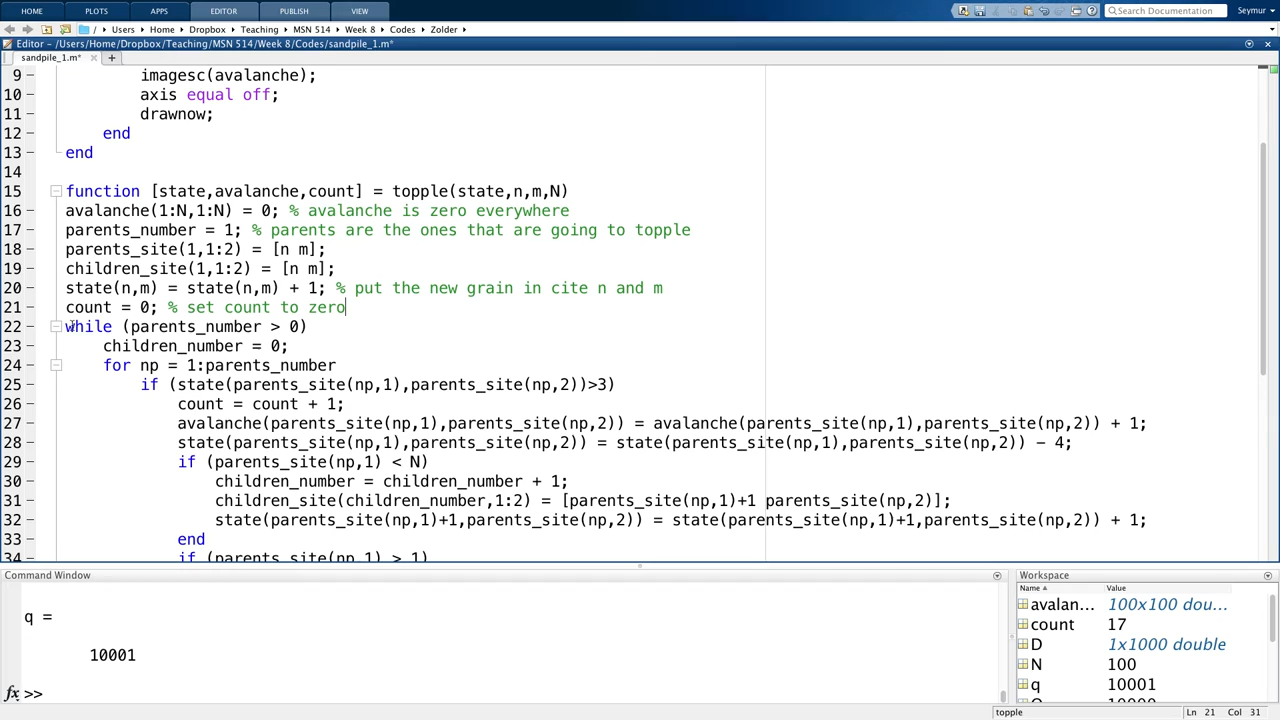 HOME PLOTS APPS EDITOR PUBLISH VIEW Search Documentation Seymur
/ Users Home Dropbox Teaching MSN 514 Week 8 Codes Zolder
Editor - /Users/Home/Dropbox/Teaching/MSN 514/Week 8/Codes/sandpile_1.m*
sandpile_1.m* × +
9 – imagesc(avalanche);
10 – axis equal off;
11 – drawnow;
12 – end
13 – end
14
15 function [state,avalanche,count] = topple(state,n,m,N)
16 – avalanche(1:N,1:N) = 0; % avalanche is zero everywhere
17 – parents_number = 1; % parents are the ones that are going to topple
18 – parents_site(1,1:2) = [n m];
19 – children_site(1,1:2) = [n m];
20 – state(n,m) = state(n,m) + 1; % put the new grain in cite n and m
21 – count = 0; % set count to zero
22 – while (parents_number > 0)
23 – children_number = 0;
24 – for np = 1:parents_number
25 – if (state(parents_site(np,1),parents_site(np,2))>3)
26 – count = count + 1;
27 – avalanche(parents_site(np,1),parents_site(np,2)) = avalanche(parents_site(np,1),parents_site(np,2)) + 1;
28 – state(parents_site(np,1),parents_site(np,2)) = state(parents_site(np,1),parents_site(np,2)) - 4;
29 – if (parents_site(np,1) < N)
30 – children_number = children_number + 1;
31 – children_site(children_number,1:2) = [parents_site(np,1)+1 parents_site(np,2)];
32 – state(parents_site(np,1)+1,parents_site(np,2)) = state(parents_site(np,1)+1,parents_site(np,2)) + 1;
33 – end
34 – if (parents_site(np,1) > 1)
Command Window
q =
10001
fx >>
Workspace
Name Value
avalan... 100x100 dou...
count 17
D 1x1000 double
N 100
q 10001
topple Ln 21 Col 31